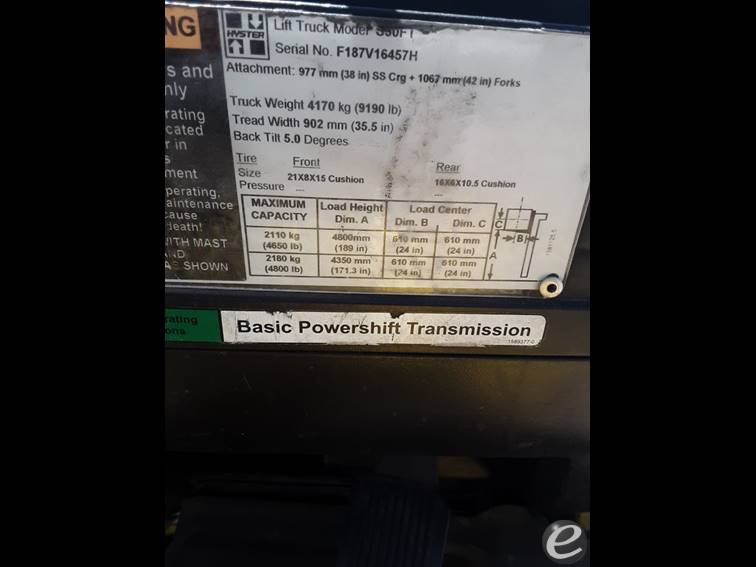 NG
HYSTER
Lift Truck Model S50FT
Serial No. F187V16457H
Attachment: 977 mm (38 in) SS Crg + 1067 mm (42 in) Forks
Truck Weight 4170 kg (9190 lb)
Tread Width 902 mm (35.5 in)
Back Tilt 5.0 Degrees
Tire Front Rear
Size 21X8X15 Cushion 16X6X10.5 Cushion
Pressure --- ---
MAXIMUM CAPACITY Load Height Dim. A Load Center Dim. B Dim. C
2110 kg (4650 lb) 4800mm (189 in) 610 mm (24 in) 610 mm (24 in)
2180 kg (4800 lb) 4350 mm (171.3 in) 610 mm (24 in) 610 mm (24 in)
C
B
A
s and
nly
rating
cated
r in
s
ment
perating,
aintenance
cause
death!
WITH MAST
AND
AS SHOWN
rating
ons
Basic Powershift Transmission
e